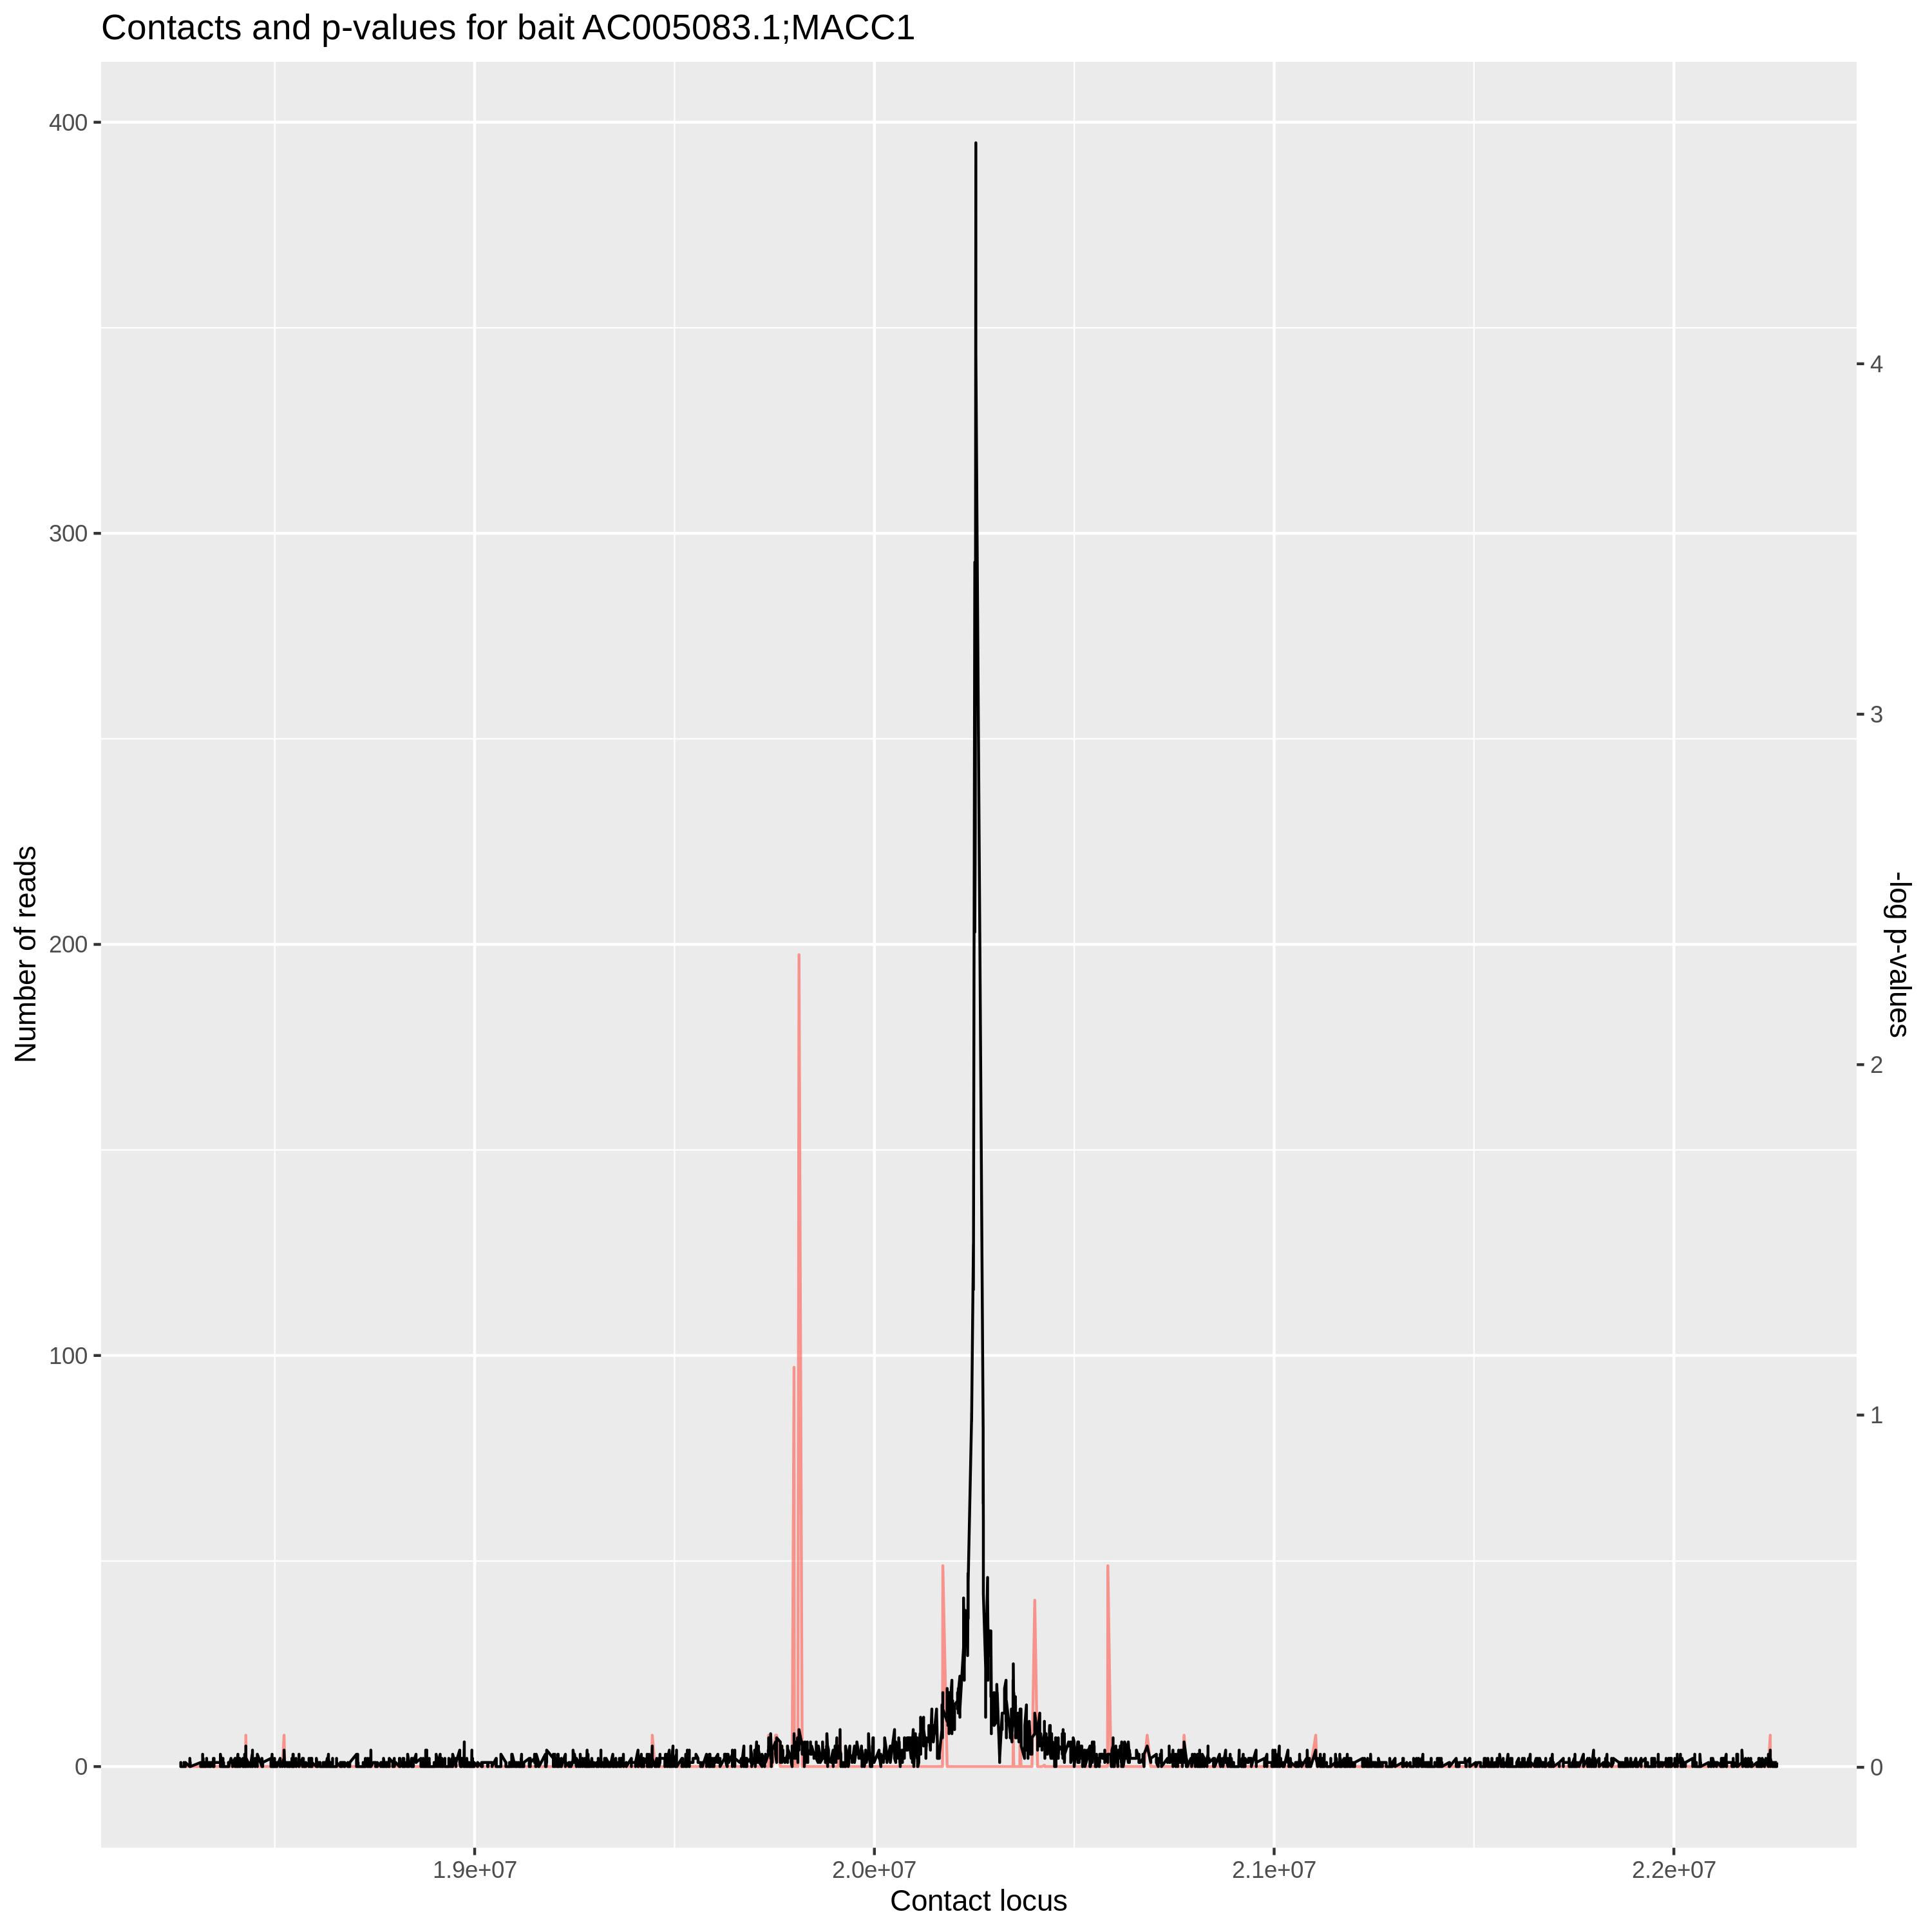 Contacts and p-values for bait AC005083.1;MACC1
400
300
200
100
0
Number of reads
4
3
2
1
0
-log p-values
1.9e+07
2.0e+07
2.1e+07
2.2e+07
Contact locus